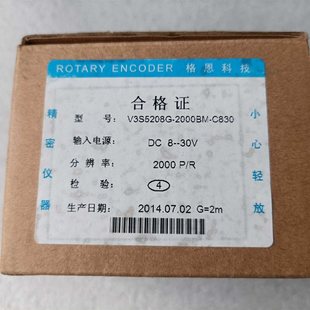 ROTARY ENCODER 格恩科技
合格证
型 号: V3S5208G-2000BM-C830
输入电源: DC 8--30V
分 辨 率: 2000 P/R
检 验: 4
生产日期: 2014.07.02 G=2m
精密仪器
小心轻放